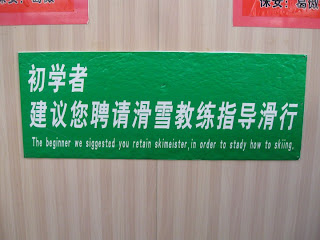 初学者
建议您聘请滑雪教练指导滑行
The beginner we siggested you retain skimeister,in order to stady how to skiing.